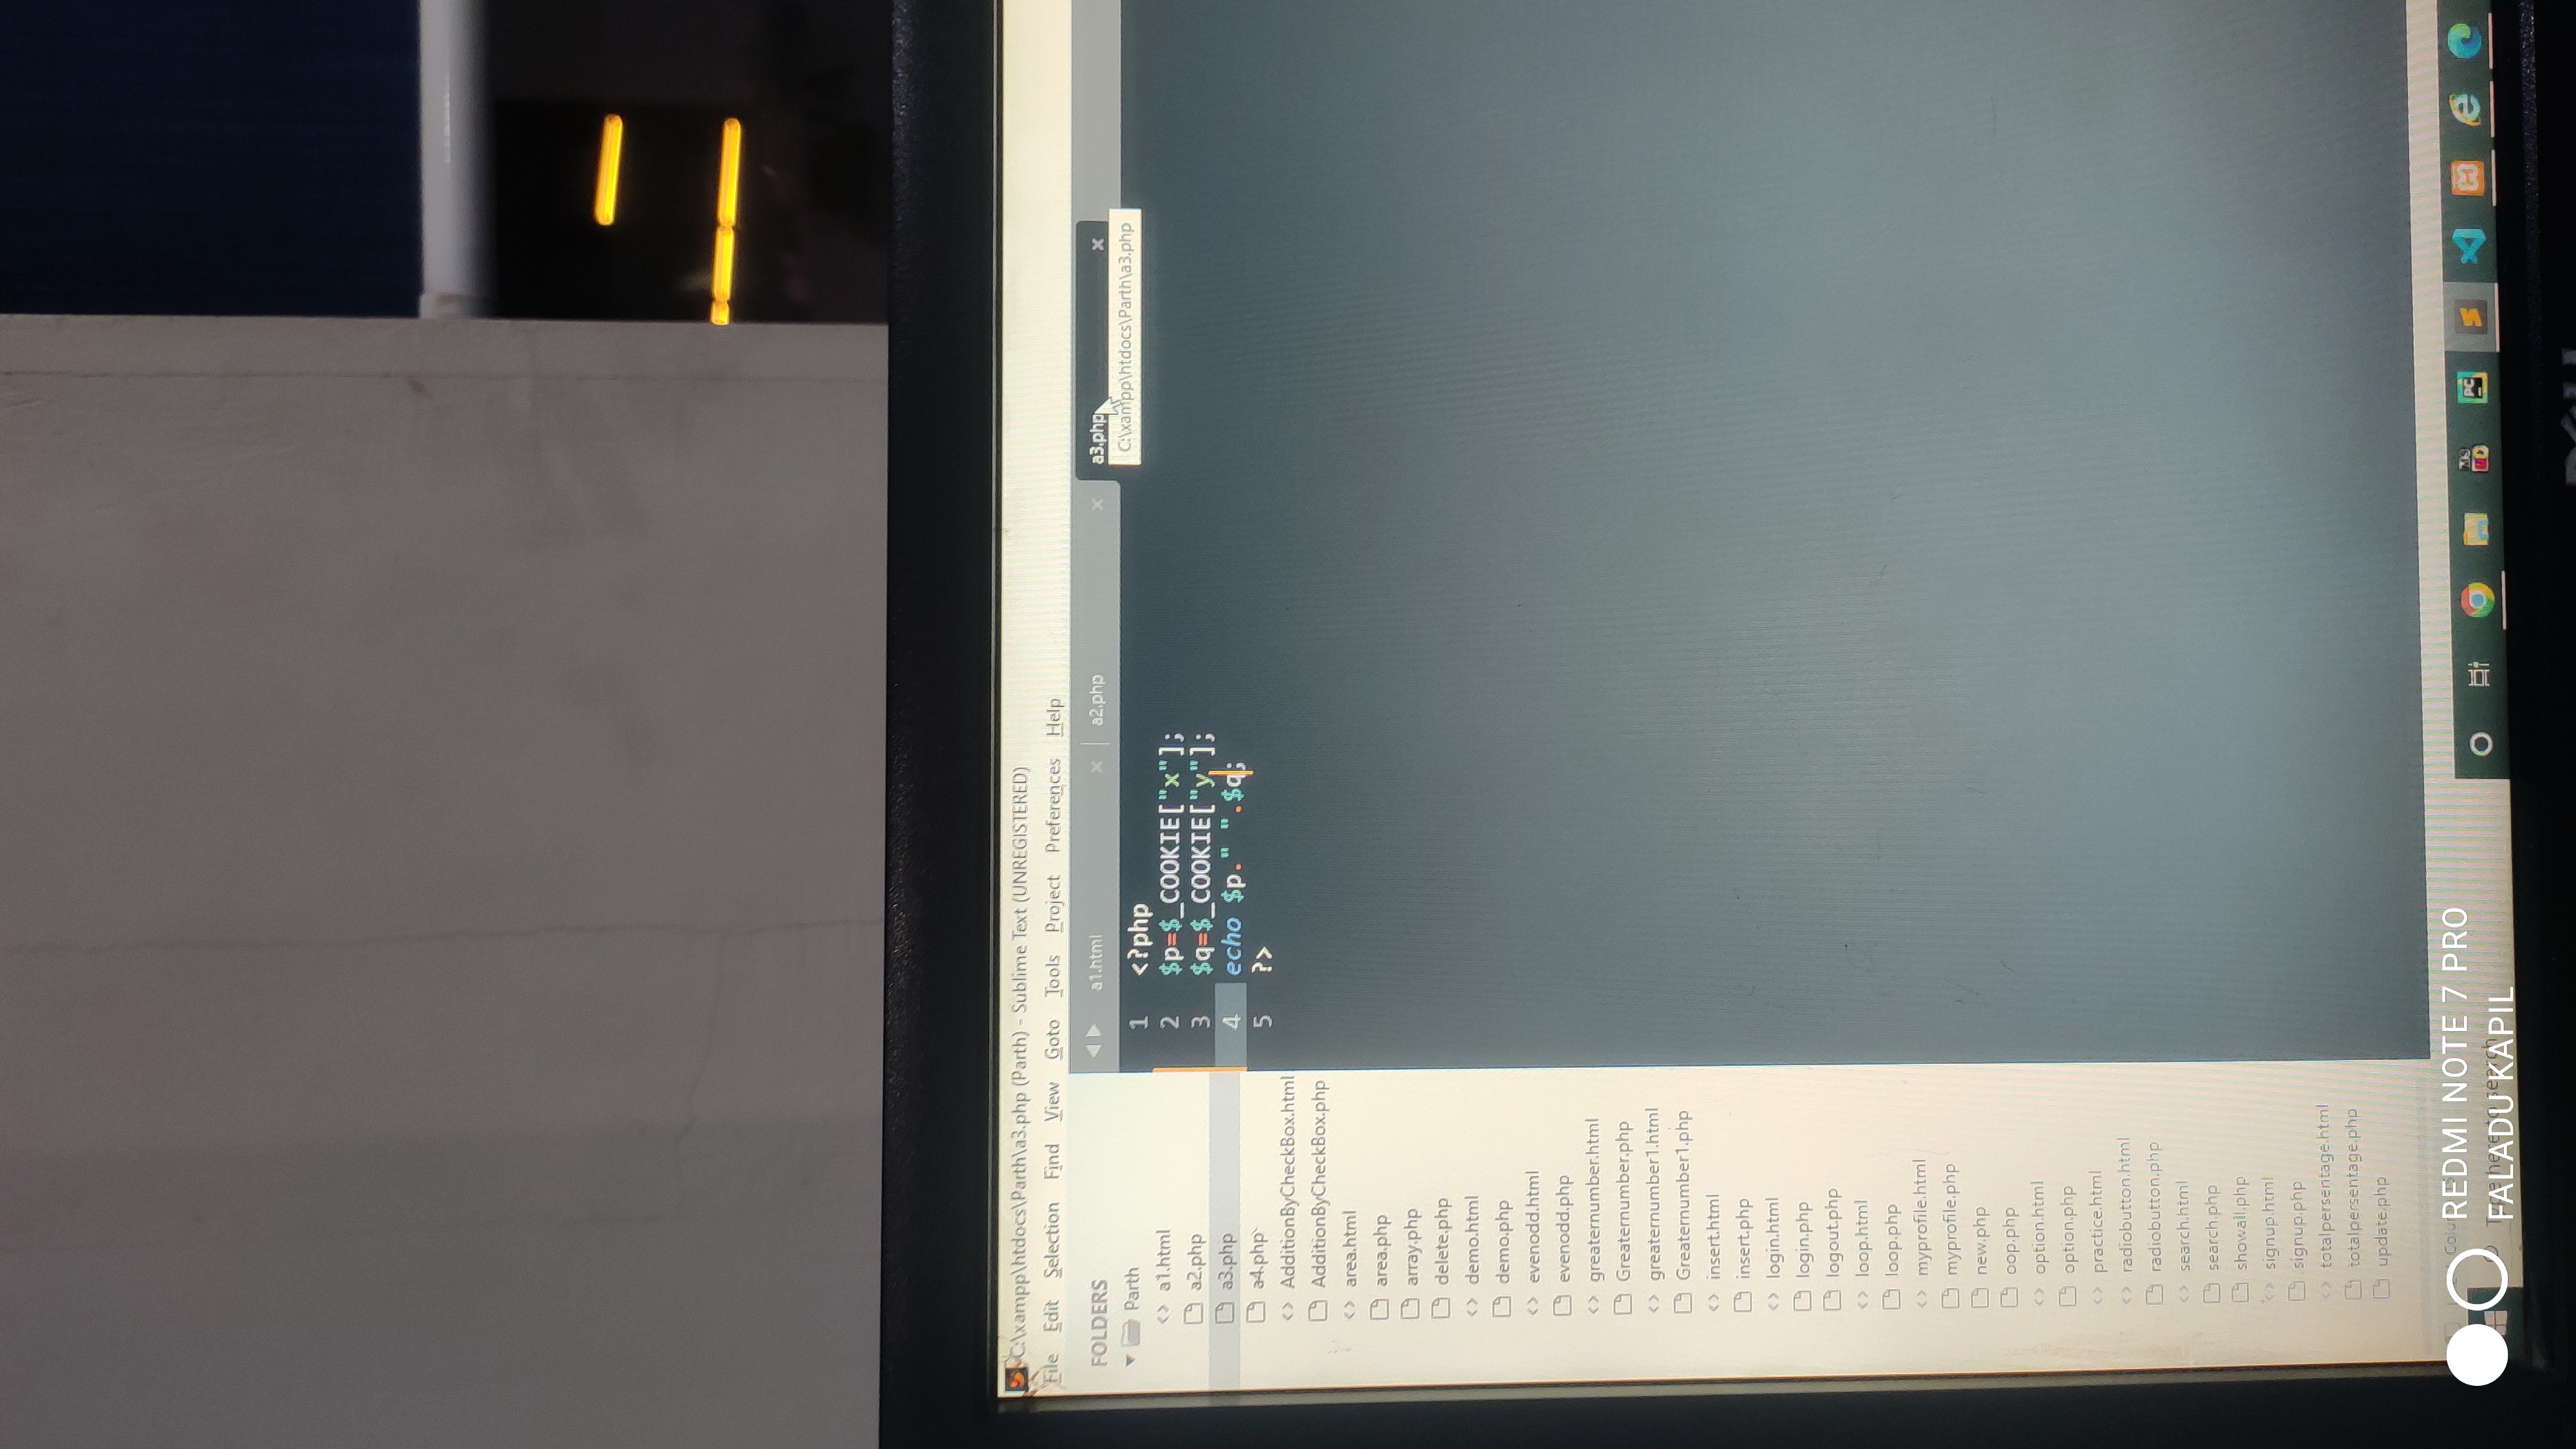 C:\xampp\htdocs\Parth\a3.php (Parth) - Sublime Text (UNREGISTERED)
File Edit Selection Find View Goto Tools Project Preferences Help
FOLDERS
Parth
a1.html
a2.php
a3.php
a4.php
AdditionByCheckBox.html
AdditionByCheckBox.php
area.html
area.php
array.php
delete.php
demo.html
demo.php
evenodd.html
evenodd.php
greaternumber.html
Greaternumber.php
greaternumber1.html
Greaternumber1.php
insert.html
insert.php
login.html
login.php
logout.php
loop.html
loop.php
myprofile.html
myprofile.php
new.php
oop.php
option.html
option.php
practice.html
radiobutton.html
radiobutton.php
search.html
search.php
showall.php
signup.html
signup.php
totalpersentage.html
totalpersentage.php
update.php
a1.html a2.php a3.php
C:\xampp\htdocs\Parth\a3.php
1 <?php
2 $p=$_COOKIE["x"];
3 $q=$_COOKIE["y"];
4 echo $p." ".$q;
5 ?>
Type here to search
PC
REDMI NOTE 7 PRO
FALADU KAPIL